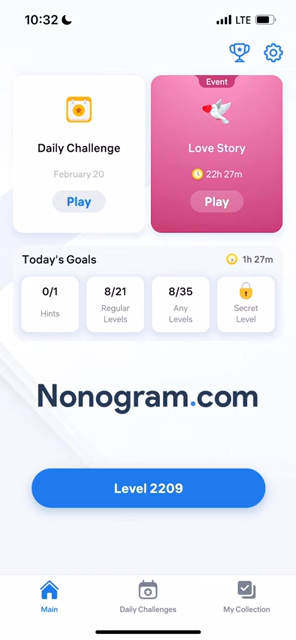 10:32
LTE
Event
Daily Challenge
February 20
Play
Love Story
22h 27m
Play
Today's Goals
1h 27m
0/1
Hints
8/21
Regular
Levels
8/35
Any
Levels
Secret
Level
Nonogram.com
Level 2209
Main
Daily Challenges
My Collection